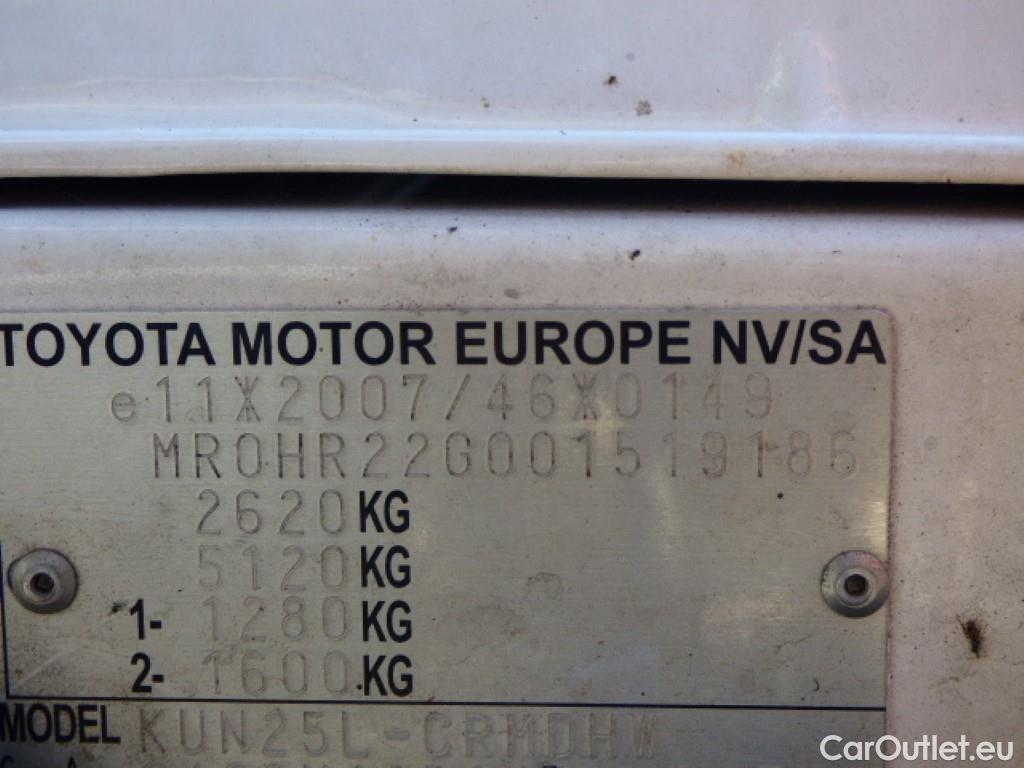 TOYOTA MOTOR EUROPE NV/SA
e11*2007/46*0149
MR0HR22G001519186
2620KG
5120KG
1- 1280KG
2- 1600KG
MODEL KUN25L-CRMDHW
CarOutlet.eu